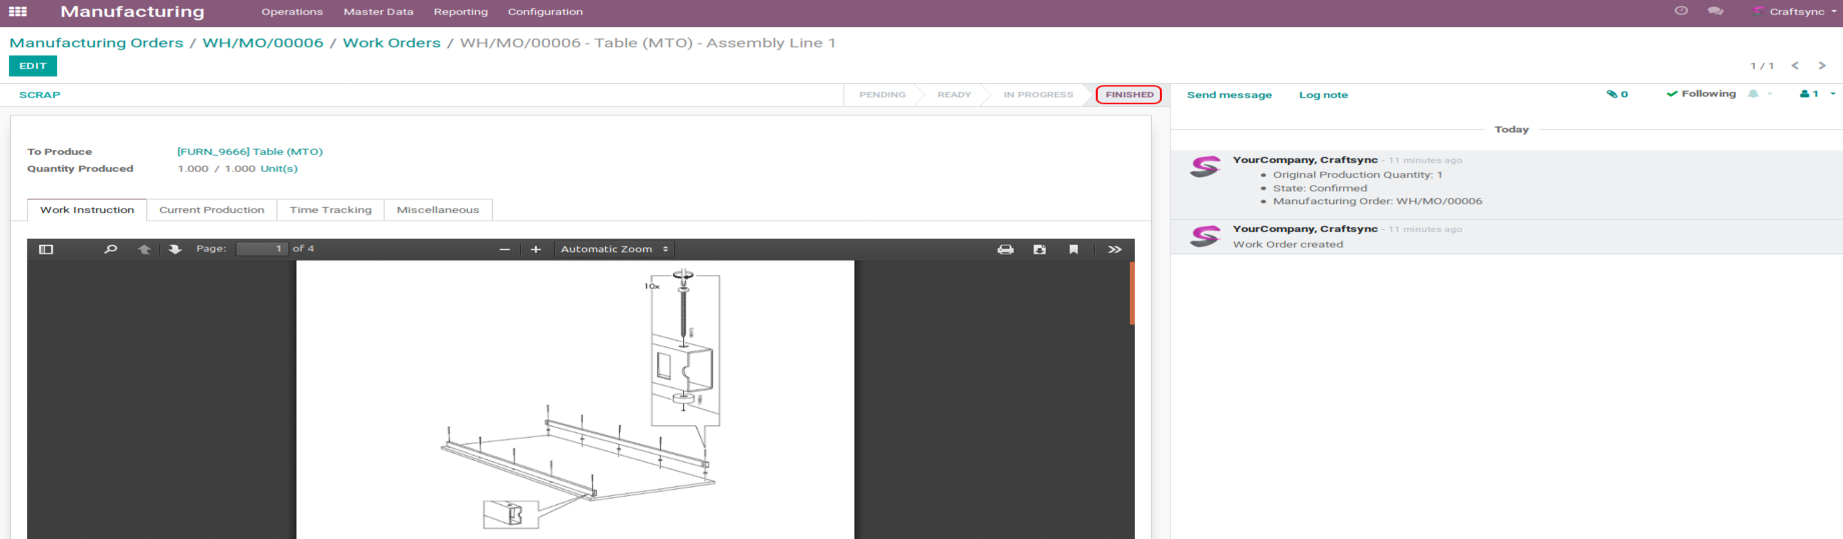 Manufacturing Operations Master Data Reporting Configuration Craftsync
Manufacturing Orders / WH/MO/00006 / Work Orders / WH/MO/00006 - Table (MTO) - Assembly Line 1
EDIT
1 / 1
SCRAP
PENDING READY IN PROGRESS FINISHED
Send message Log note 0 Following 1
To Produce [FURN_9666] Table (MTO)
Quantity Produced 1.000 / 1.000 Unit(s)
Work Instruction Current Production Time Tracking Miscellaneous
Page: 1 of 4 Automatic Zoom
10x
Today
YourCompany, Craftsync - 11 minutes ago
Original Production Quantity: 1
State: Confirmed
Manufacturing Order: WH/MO/00006
YourCompany, Craftsync - 11 minutes ago
Work Order created